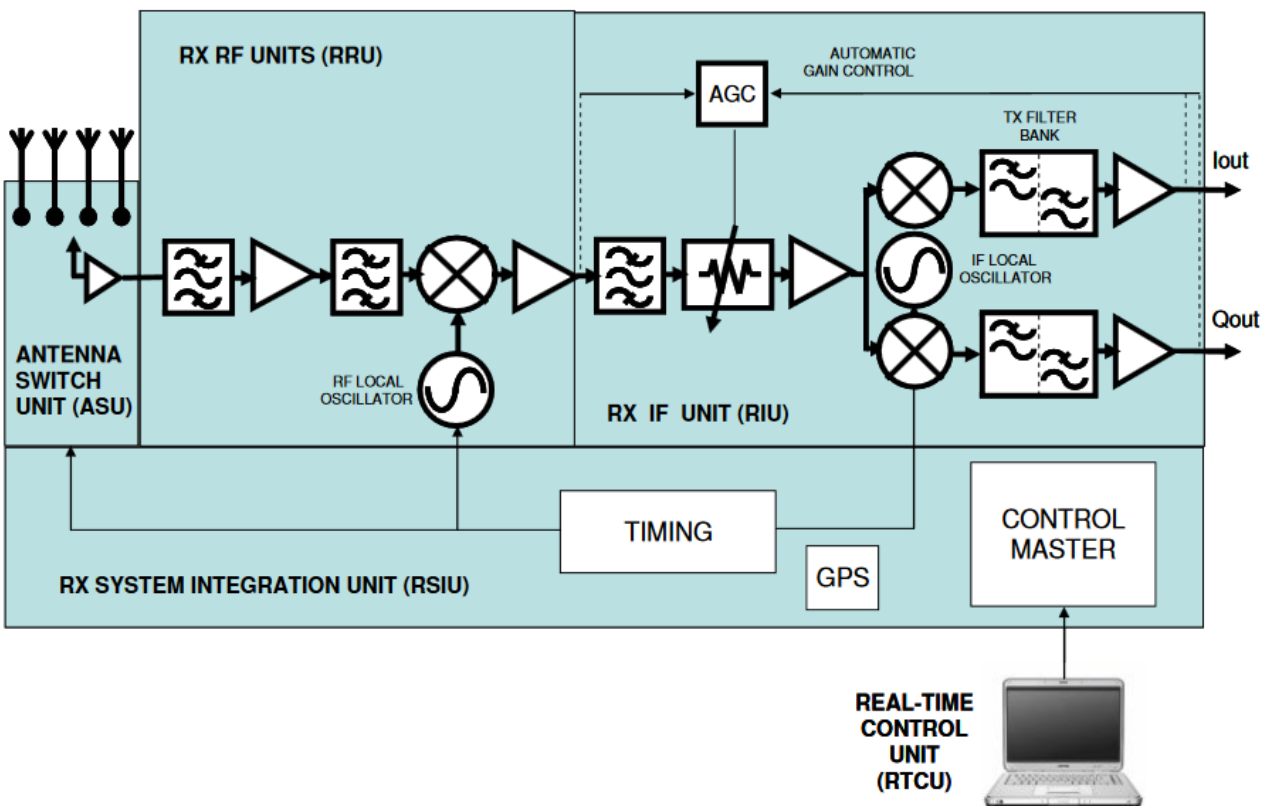 RX RF UNITS (RRU)
AUTOMATIC
GAIN CONTROL
AGC
TX FILTER
BANK
Iout
IF LOCAL
OSCILLATOR
Qout
ANTENNA
SWITCH
UNIT (ASU)
RF LOCAL
OSCILLATOR
RX IF UNIT (RIU)
TIMING
CONTROL
MASTER
GPS
RX SYSTEM INTEGRATION UNIT (RSIU)
REAL-TIME
CONTROL
UNIT
(RTCU)